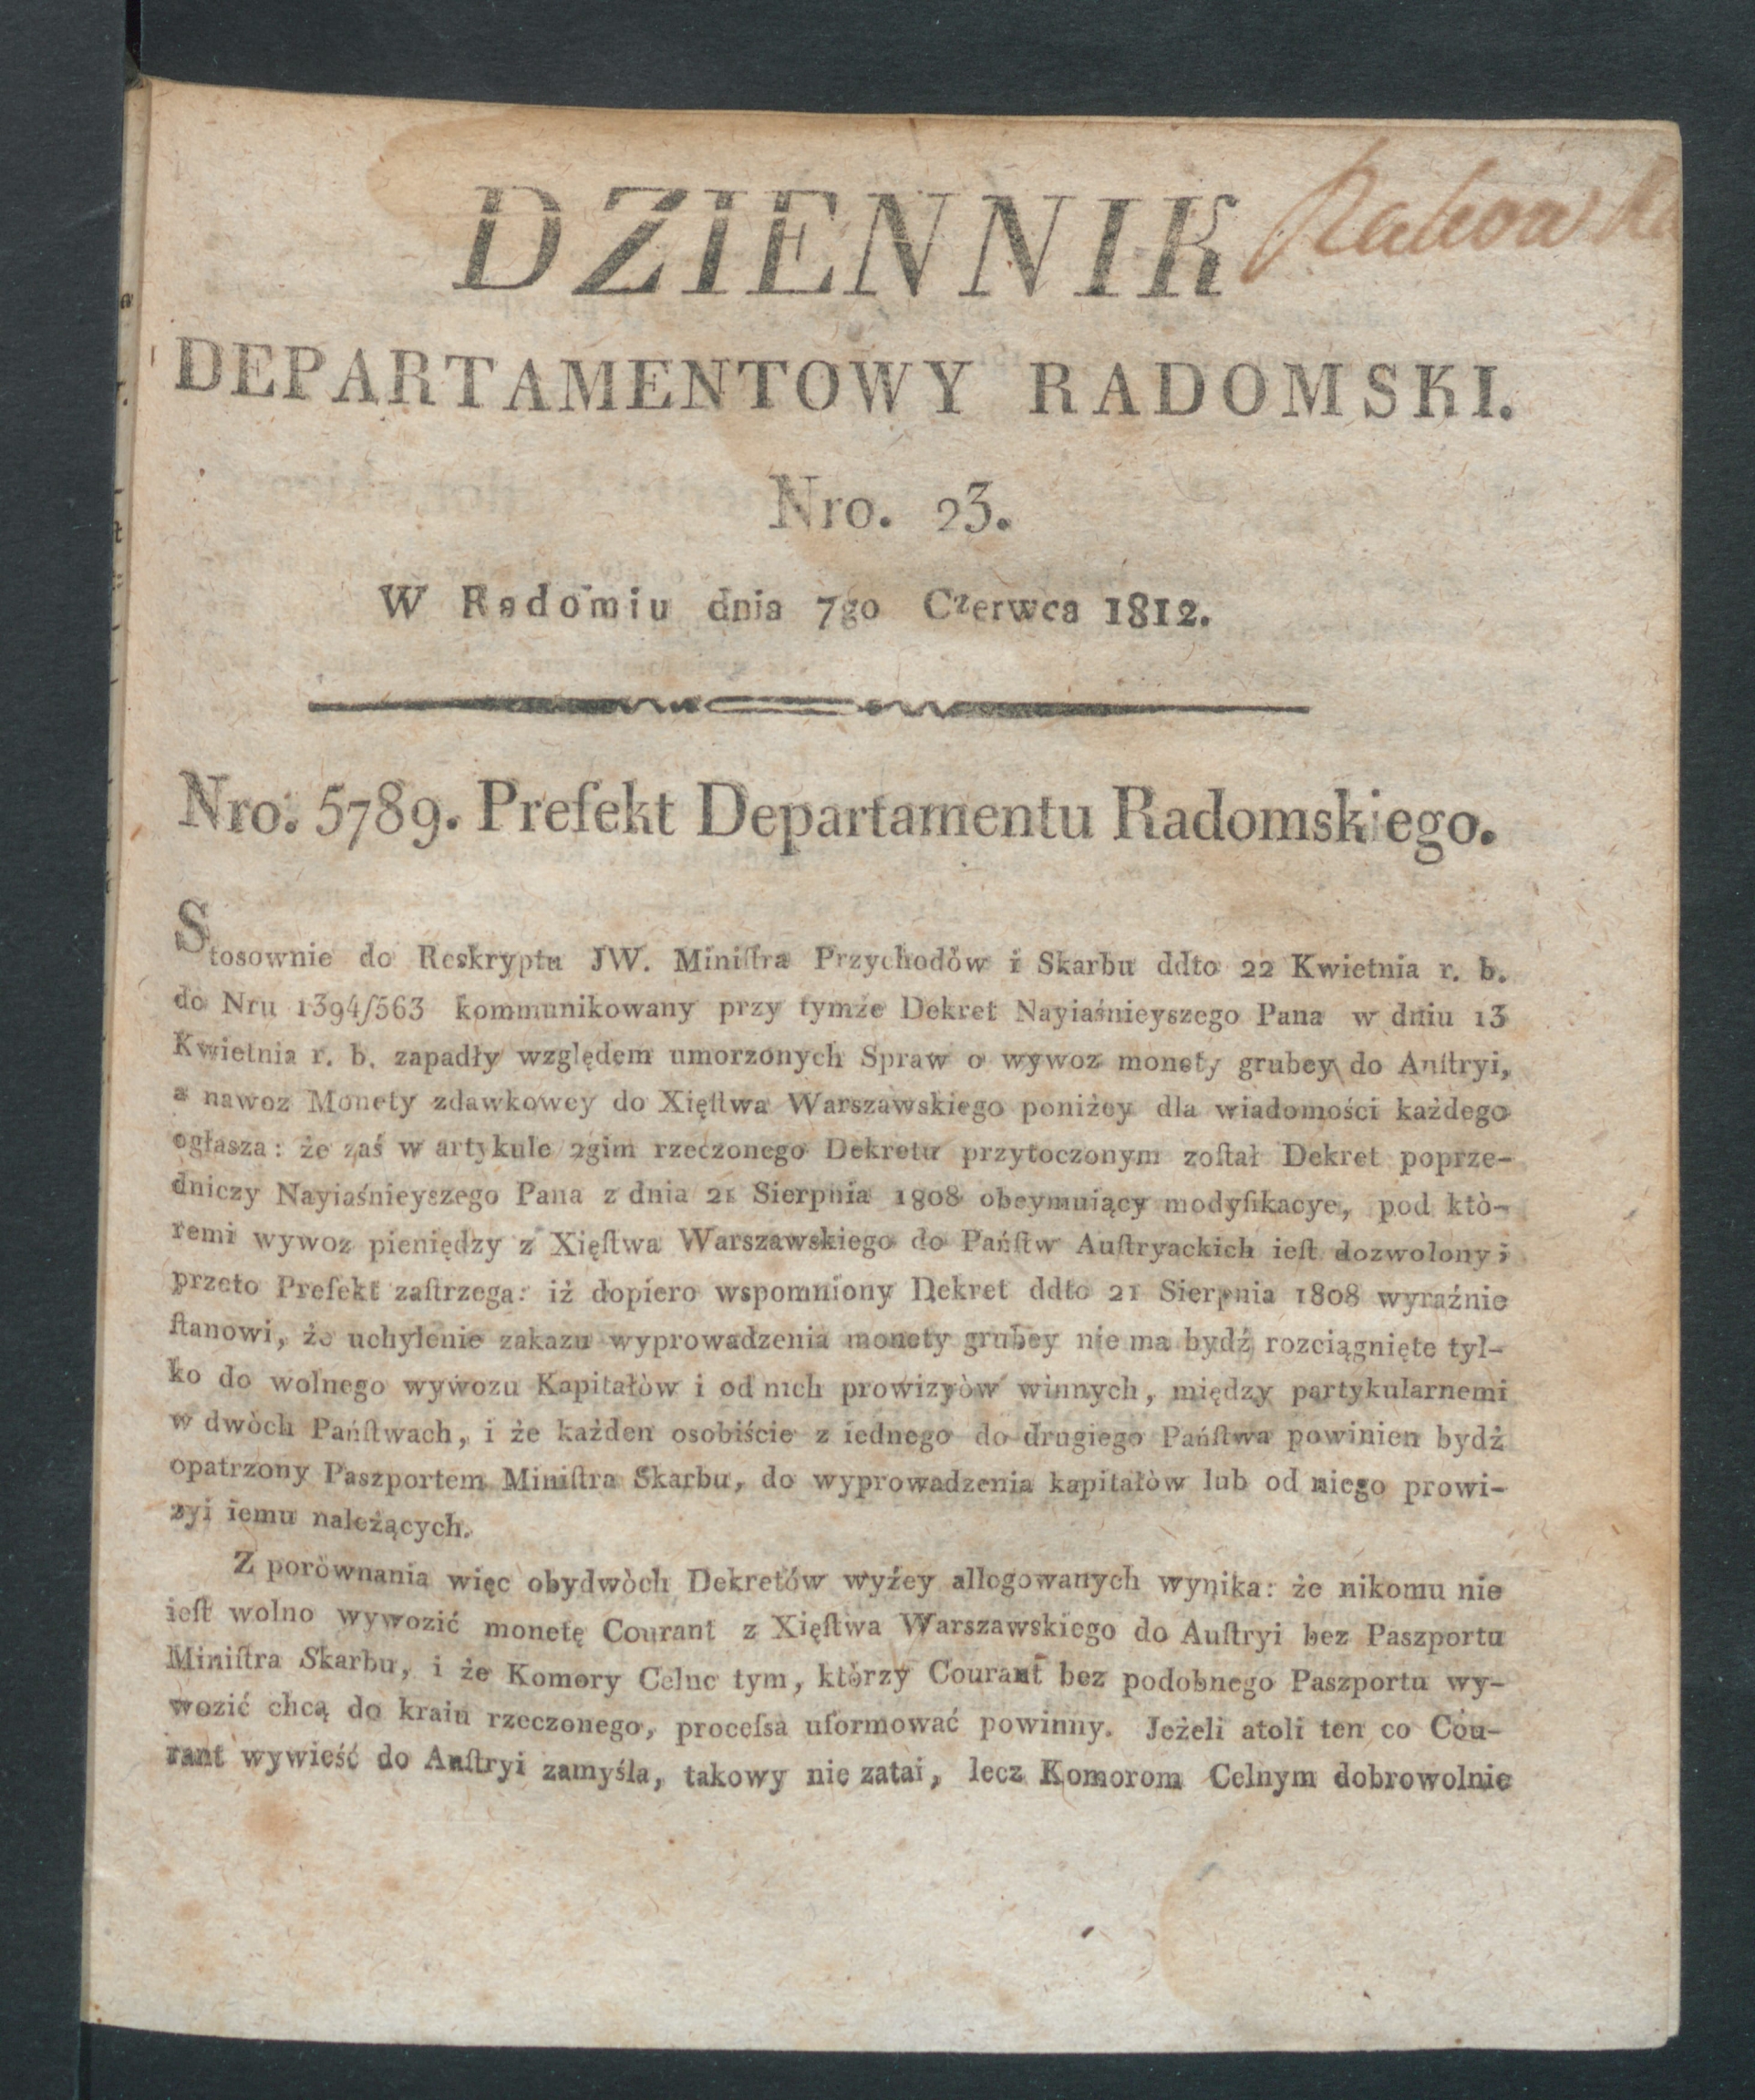 DZIENNIK
DEPARTAMENTOWY RADOMSKI.
Nro. 23.
W Radomiu dnia 7go Czerwca 1812.
Nro. 5789. Prefekt Departamentu Radomskiego.
Stosownie do Reskryptu JW. Miniſtra Przychodòw i Skarbu ddto 22 Kwietnia r. b.
do Nru 1394/563 kommunikowany przy tymże Dekret Nayiaśnieyszego Pana w dniu 13
Kwietnia r. b. zapadły względem umorzonych Spraw o wywoz monety grubey do Auſtryi,
a nawoz Monety zdawkowey do Xięſtwa Warszawskiego poniżey dla wiadomości każdego
ogłasza: że zaś w artykule 2gim rzeczonego Dekretu przytoczonym zoſtał Dekret poprze-
dniczy Nayiaśnieyszego Pana z dnia 21 Sierpnia 1808 obeymuiący modyfikacye, pod któ-
remi wywoz pieniędzy z Xięſtwa Warszawskiego do Pańſtw Auſtryackich ieſt dozwolony;
przeto Prefekt zaſtrzega: iż dopiero wspomniony Dekret ddto 21 Sierpnia 1808 wyraźnie
ſtanowi, że uchylenie zakazu wyprowadzenia monety grubey nie ma bydź rozciągnięte tyl-
ko do wolnego wywozu Kapitałòw i od nich prowizyòw winnych, między partykularnemi
w dwòch Pańſtwach, i że każden osobiście z iednego do drugiego Pańſtwa powinien bydź
opatrzony Paszportem Miniſtra Skarbu, do wyprowadzenia kapitałòw lub od niego prowi-
zyi iemu należących.
Z poròwnania więc obydwòch Dekretów wyżey allegowanych wynika: że nikomu nie
ieſt wolno wywozić monetę Courant z Xięſtwa Warszawskiego do Auſtryi bez Paszportu
Miniſtra Skarbu, i że Komory Celne tym, ktòrzy Courant bez podobnego Paszportu wy-
wozić chcą do kraiu rzeczonego, proceſsa uformować powinny. Jeżeli atoli ten co Cou-
rant wywieść do Auſtryi zamyśla, takowy nie zatai, lecz Komorom Celnym dobrowolnie